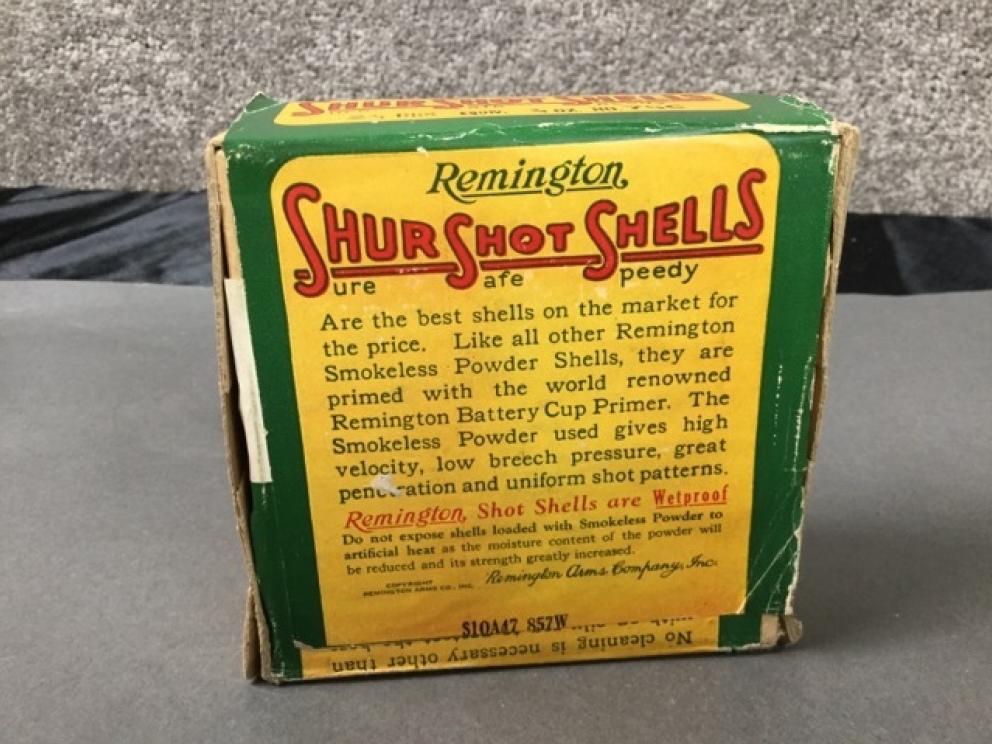 SHUR SHOT SHELLS
Remington,
SHUR SHOT SHELLS
ure afe peedy
Are the best shells on the market for
the price. Like all other Remington
Smokeless Powder Shells, they are
primed with the world renowned
Remington Battery Cup Primer. The
Smokeless Powder used gives high
velocity, low breech pressure, great
penetration and uniform shot patterns.
Remington, Shot Shells are Wetproof
Do not expose shells loaded with Smokeless Powder to
artificial heat as the moisture content of the powder will
be reduced and its strength greatly increased.
COPYRIGHT
REMINGTON ARMS CO., INC.
Remington Arms Company, Inc.
S10A47 857W
No cleaning is necessary other than